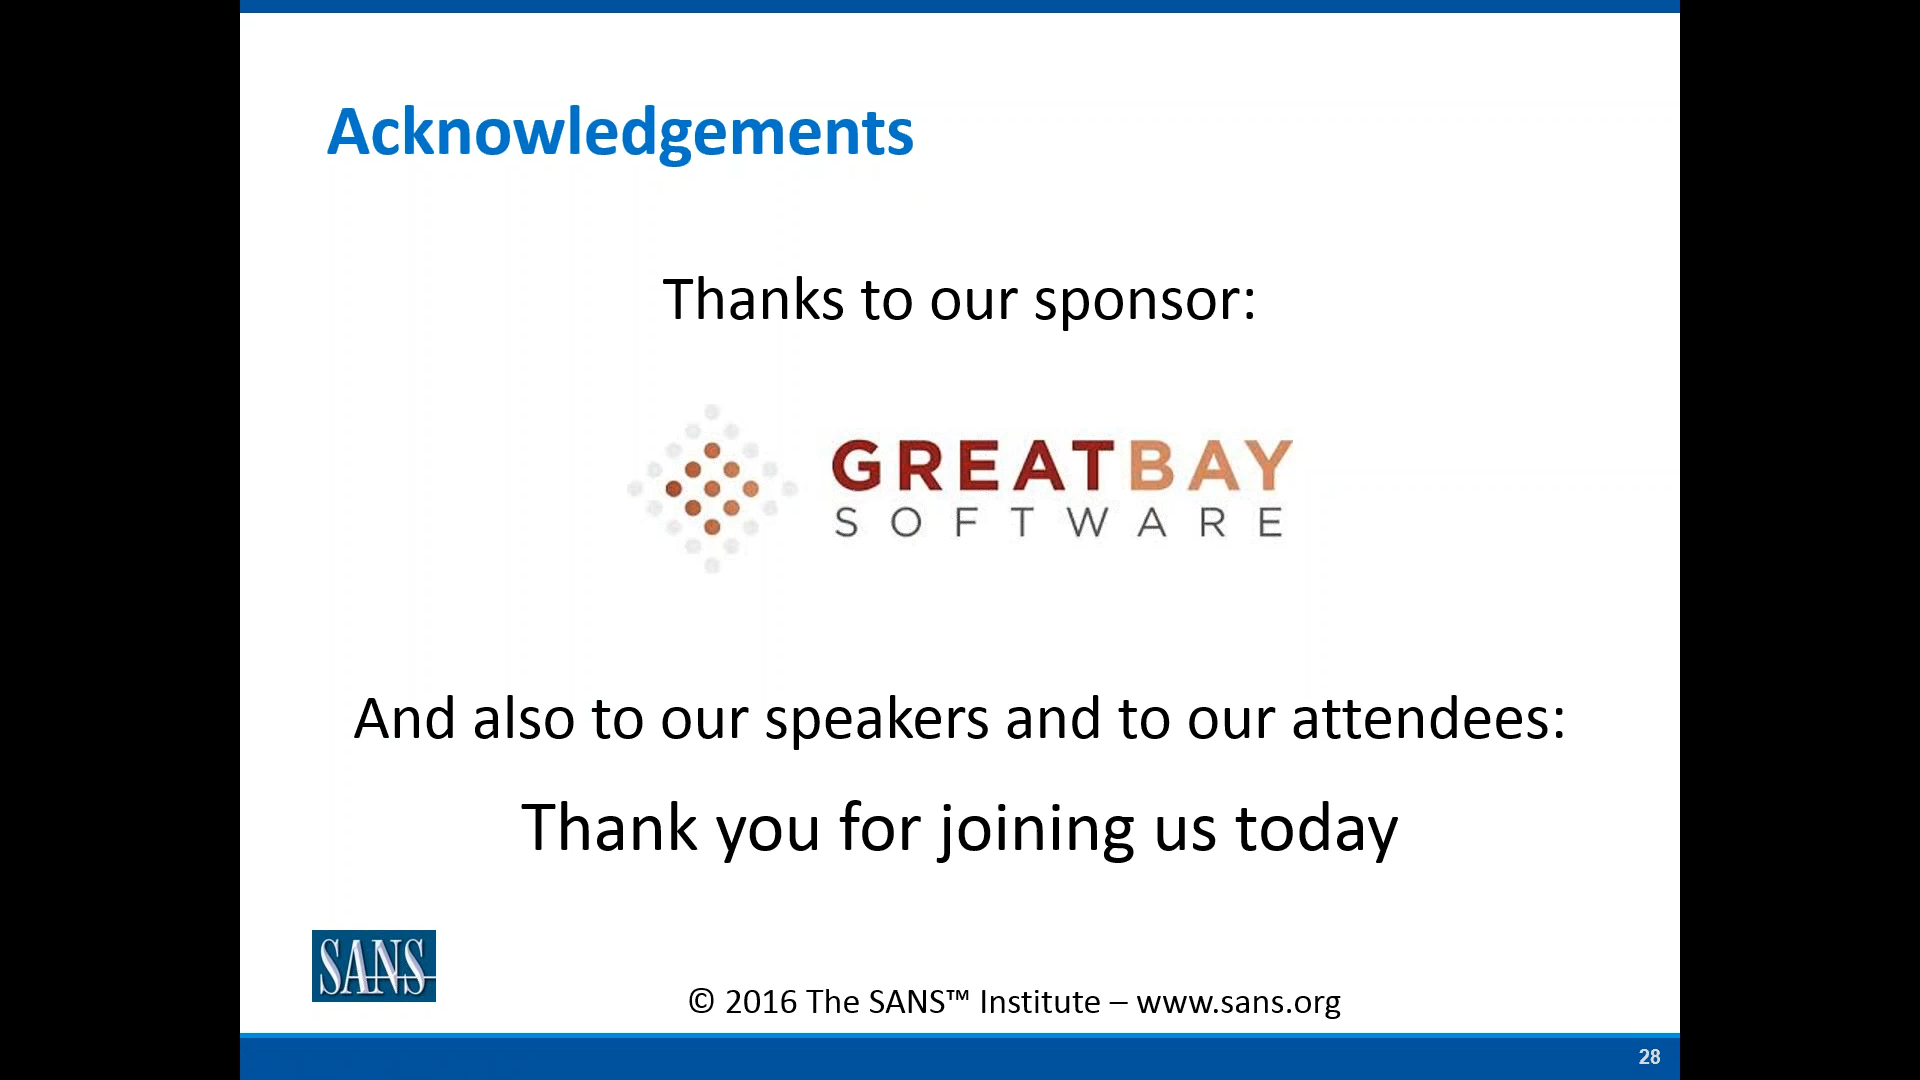 Acknowledgements
Thanks to our sponsor:
GREATBAY
SOFTWARE
And also to our speakers and to our attendees:
Thank you for joining us today
SANS
© 2016 The SANS™ Institute – www.sans.org
28